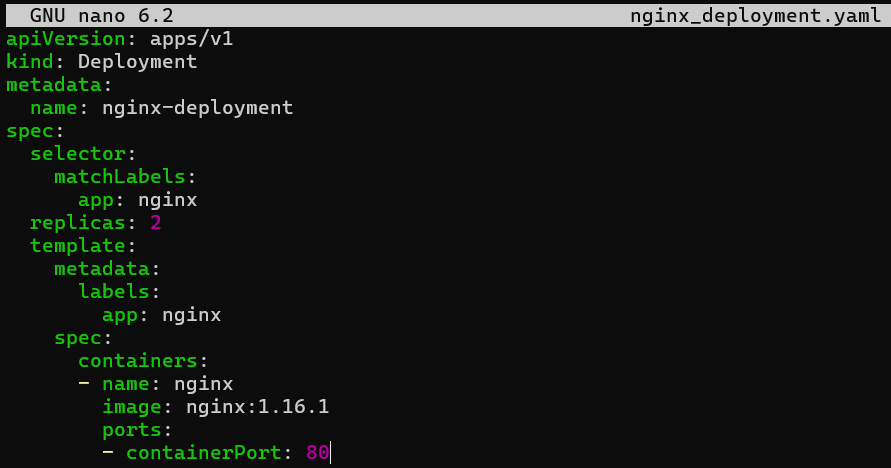 GNU nano 6.2 nginx_deployment.yaml
apiVersion: apps/v1
kind: Deployment
metadata:
  name: nginx-deployment
spec:
  selector:
    matchLabels:
      app: nginx
  replicas: 2
  template:
    metadata:
      labels:
        app: nginx
    spec:
      containers:
      - name: nginx
        image: nginx:1.16.1
        ports:
        - containerPort: 80